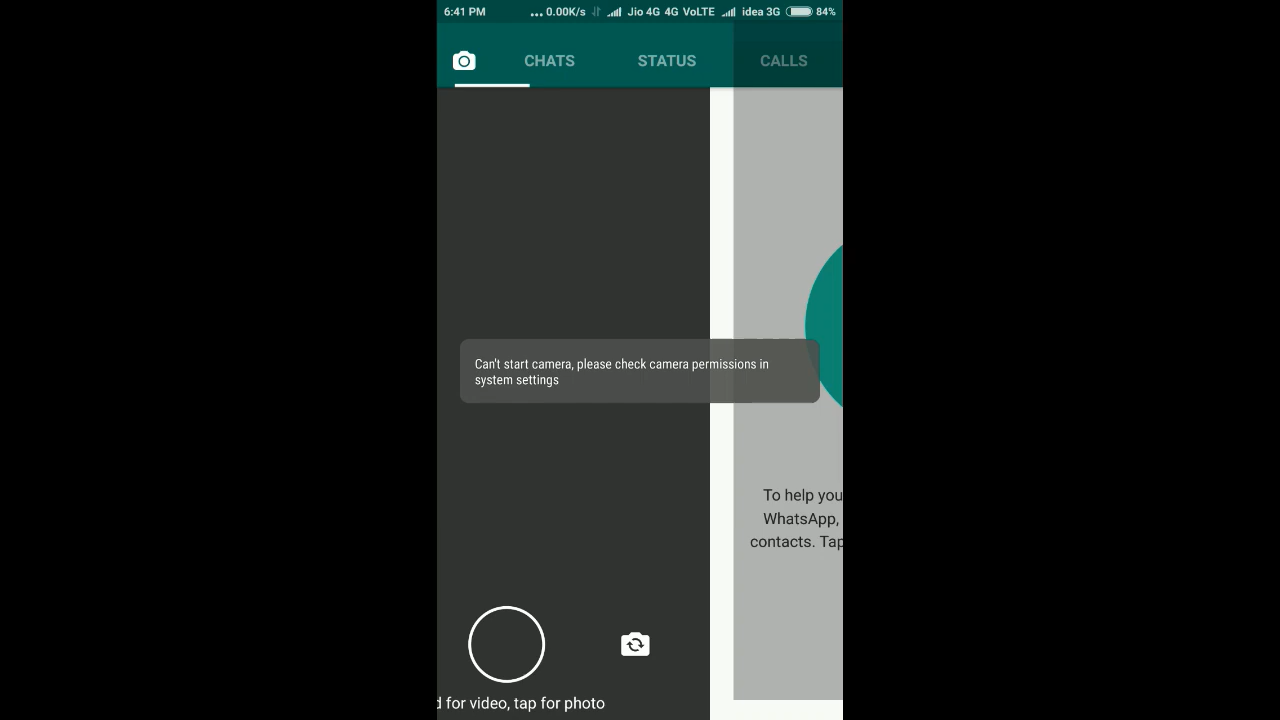 6:41 PM ... 0.00K/s Jio 4G 4G VoLTE idea 3G 84%
CHATS STATUS CALLS
Can't start camera, please check camera permissions in
system settings
To help you
WhatsApp,
contacts. Tap
d for video, tap for photo